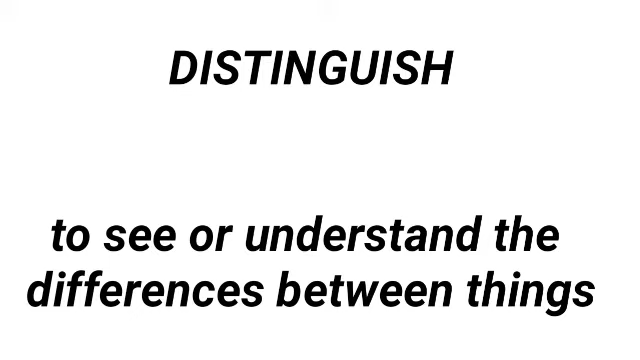 DISTINGUISH
to see or understand the
differences between things